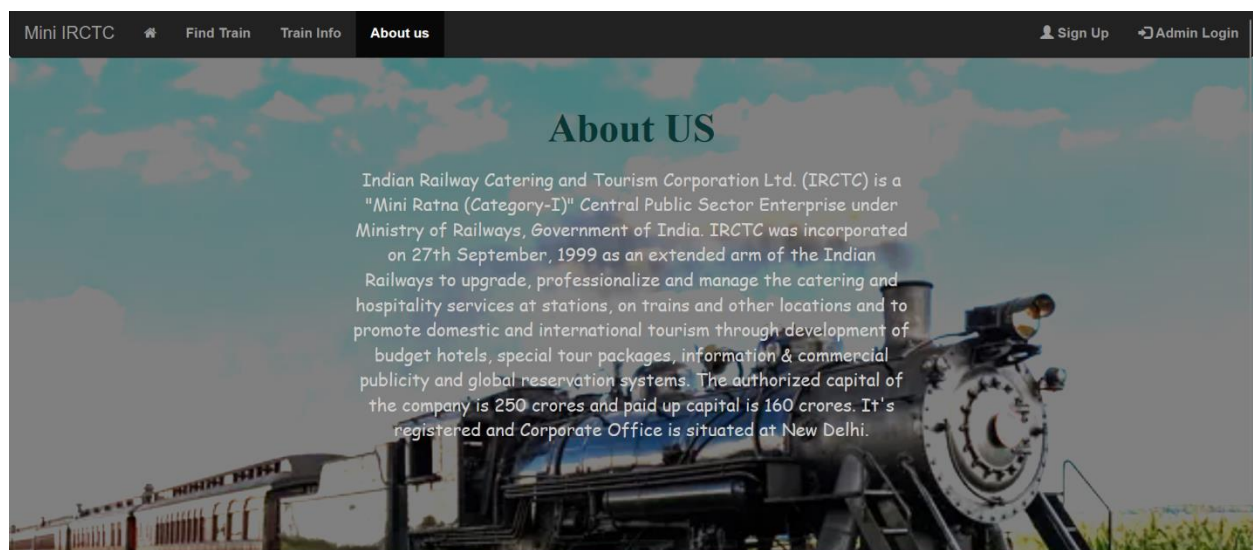 Mini IRCTC Find Train Train Info About us Sign Up Admin Login
About US
Indian Railway Catering and Tourism Corporation Ltd. (IRCTC) is a
"Mini Ratna (Category-I)" Central Public Sector Enterprise under
Ministry of Railways, Government of India. IRCTC was incorporated
on 27th September, 1999 as an extended arm of the Indian
Railways to upgrade, professionalize and manage the catering and
hospitality services at stations, on trains and other locations and to
promote domestic and international tourism through development of
budget hotels, special tour packages, information & commercial
publicity and global reservation systems. The authorized capital of
the company is 250 crores and paid up capital is 160 crores. It's
registered and Corporate Office is situated at New Delhi.